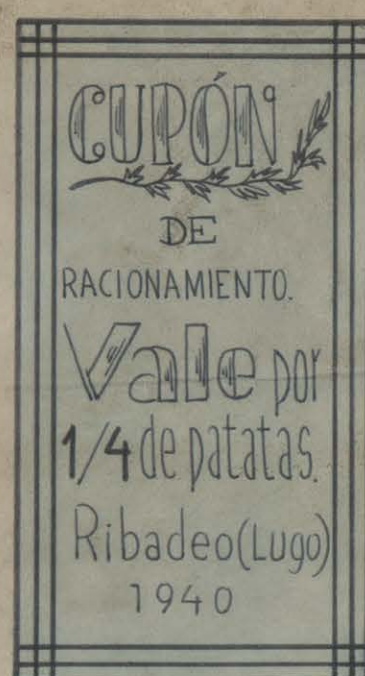 CUPÓN
DE
RACIONAMIENTO.
Vale por
1/4 de patatas.
Ribadeo (Lugo)
1940